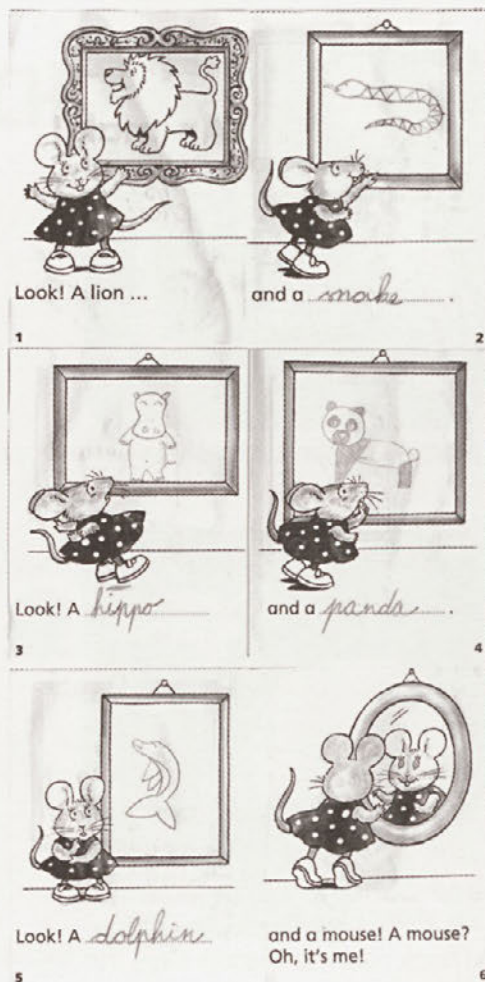 Look! A lion ...
1
and a snake .
2
Look! A hippo
3
and a panda .
4
Look! A dolphin
5
and a mouse! A mouse?
Oh, it's me!
6